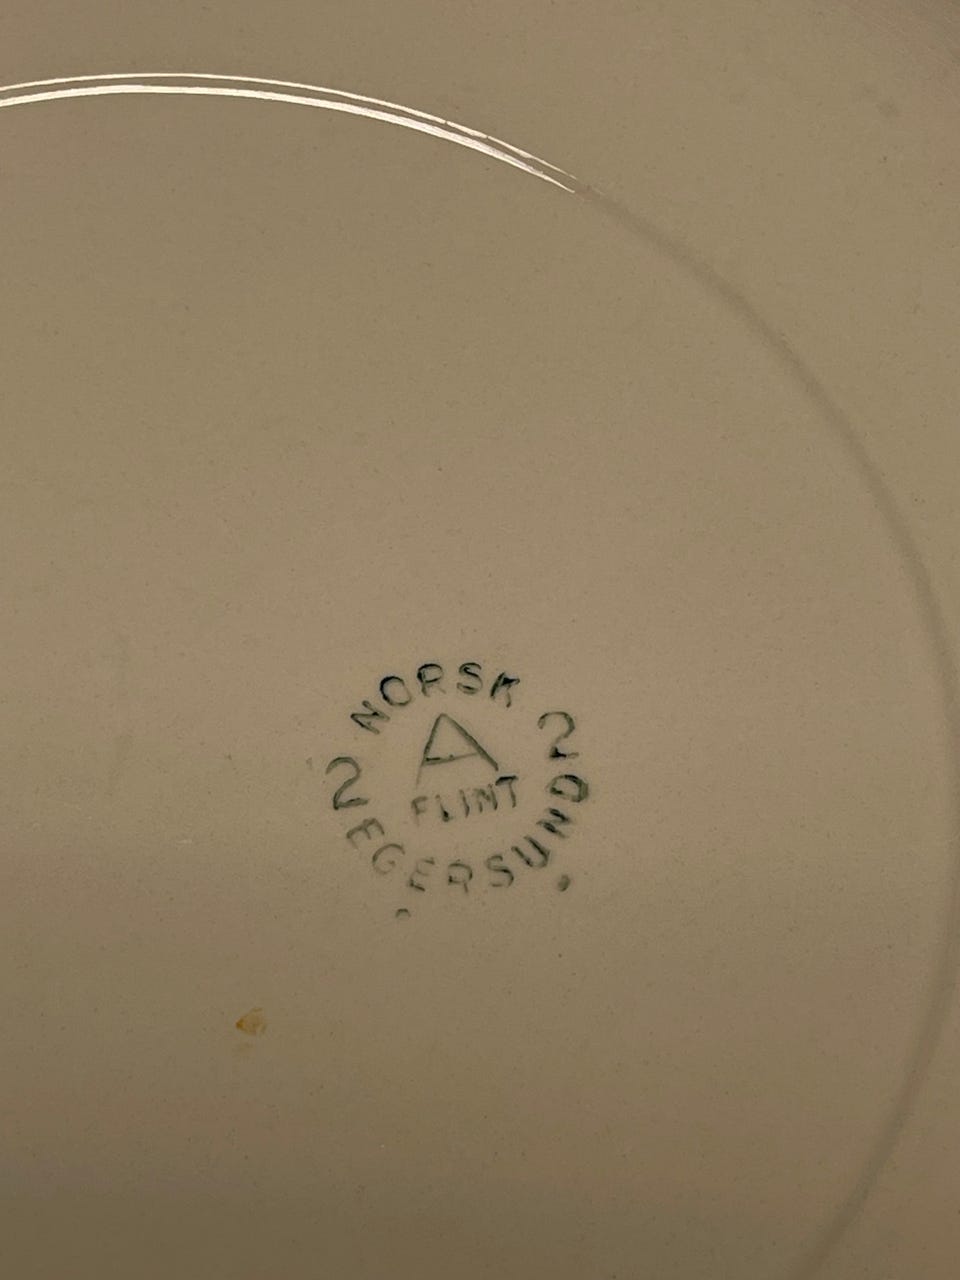 NORSK
A
FLINT
2 2
EGERSUND